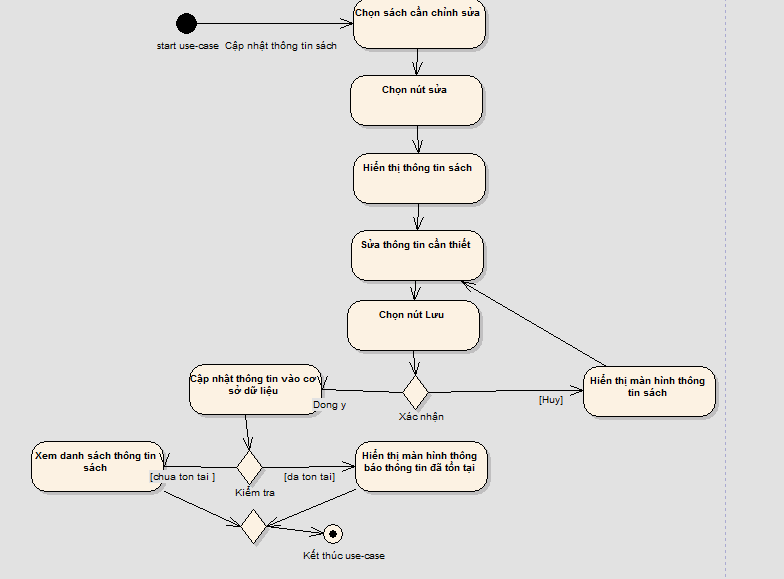 Chọn sách cần chỉnh sửa
start use-case Cập nhật thông tin sách
Chọn nút sửa
Hiển thị thông tin sách
Sửa thông tin cần thiết
Chọn nút Lưu
Cập nhật thông tin vào cơ
sở dữ liệu
Dong y
Xác nhận
[Huy]
Hiển thị màn hình thông
tin sách
Xem danh sách thông tin
sách
[chua ton tai ]
Kiểm tra
[da ton tai]
Hiển thị màn hình thông
báo thông tin đã tồn tại
Kết thúc use-case